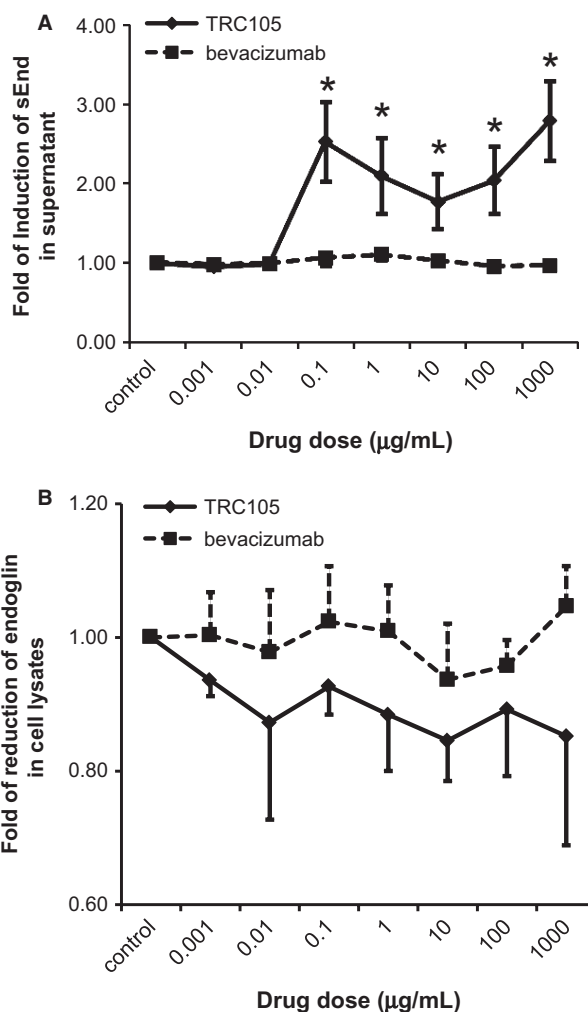 A
TRC105
bevacizumab
Fold of Induction of sEnd
in supernatant
4.00
3.00
2.00
1.00
0.00
* * * * *
control 0.001 0.01 0.1 1 10 100 1000
Drug dose (μg/mL)
B
TRC105
bevacizumab
Fold of reduction of endoglin
in cell lysates
1.20
1.00
0.80
0.60
control 0.001 0.01 0.1 1 10 100 1000
Drug dose (μg/mL)